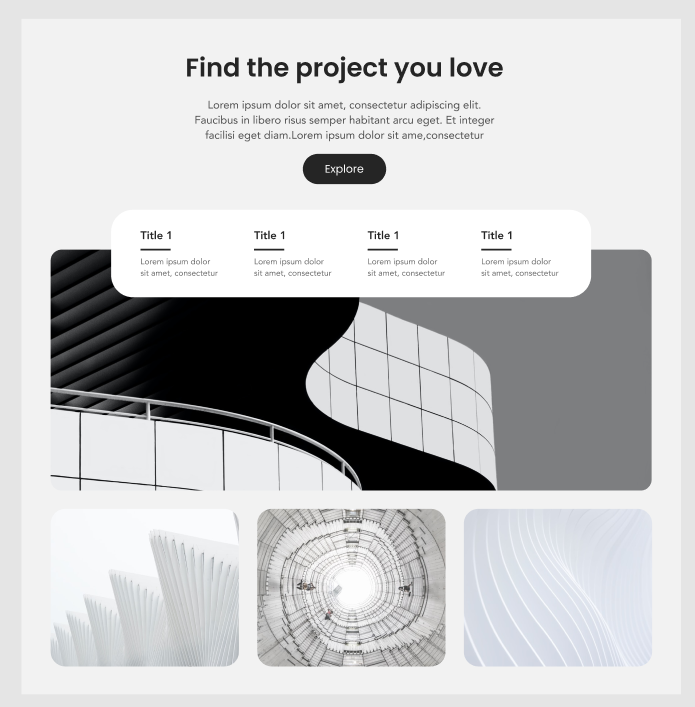 Find the project you love
Lorem ipsum dolor sit amet, consectetur adipiscing elit.
Faucibus in libero risus semper habitant arcu eget. Et integer
facilisi eget diam.Lorem ipsum dolor sit ame,consectetur
Explore
Title 1
Lorem ipsum dolor
sit amet, consectetur
Title 1
Lorem ipsum dolor
sit amet, consectetur
Title 1
Lorem ipsum dolor
sit amet, consectetur
Title 1
Lorem ipsum dolor
sit amet, consectetur